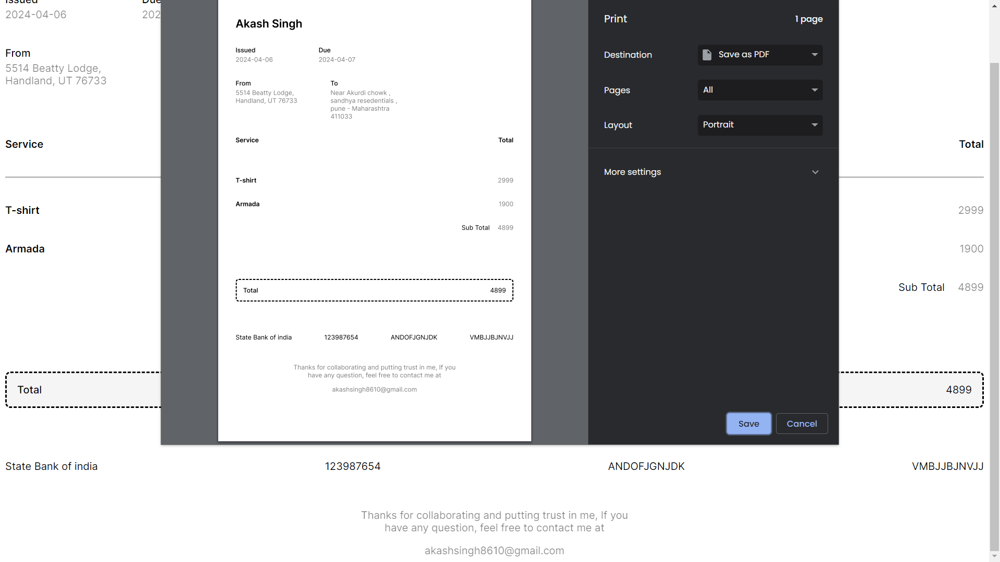 Issued
Due
2024-04-06
202
From
5514 Beatty Lodge,
Handland, UT 76733
Service
Total
T-shirt
2999
Armada
1900
Sub Total 4899
Total
4899
State Bank of india
123987654
ANDOFJGNJDK
VMBJJBJNVJJ
Thanks for collaborating and putting trust in me, If you
have any question, feel free to contact me at
akashsingh8610@gmail.com
Akash Singh
Issued
Due
2024-04-06
2024-04-07
From
5514 Beatty Lodge,
Handland, UT 76733
To
Near Akurdi chowk ,
sandhya resedentials ,
pune - Maharashtra
411033
Service
Total
T-shirt
2999
Armada
1900
Sub Total 4899
Total
4899
State Bank of india
123987654
ANDOFJGNJDK
VMBJJBJNVJJ
Thanks for collaborating and putting trust in me, If you
have any question, feel free to contact me at
akashsingh8610@gmail.com
Print
1 page
Destination
Save as PDF
Pages
All
Layout
Portrait
More settings
Save
Cancel